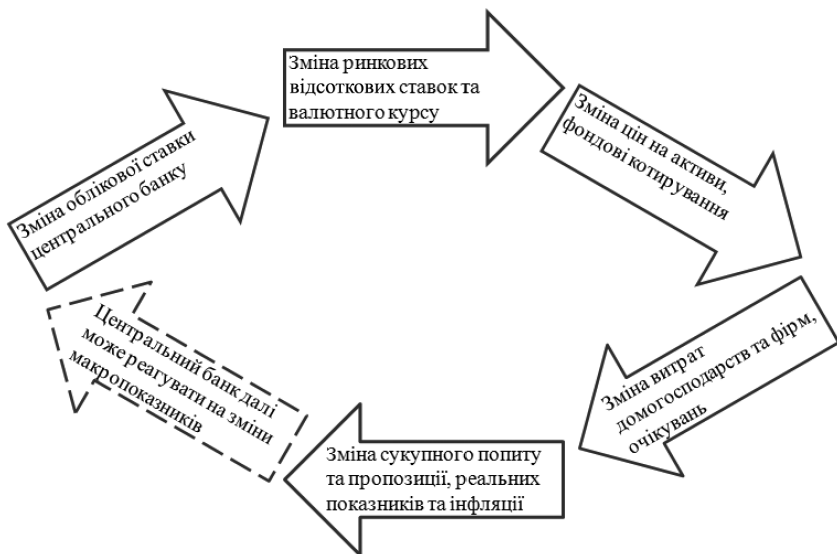 Зміна ринкових
відсоткових ставок та
валютного курсу
Зміна цін на активи,
фондові котирування
Зміна витрат
домогосподарств та фірм,
очікувань
Зміна сукупного попиту
та пропозиції, реальних
показників та інфляції
Центральний банк далі
може реагувати на зміни
макропоказників
Зміна облікової ставки
центрального банку